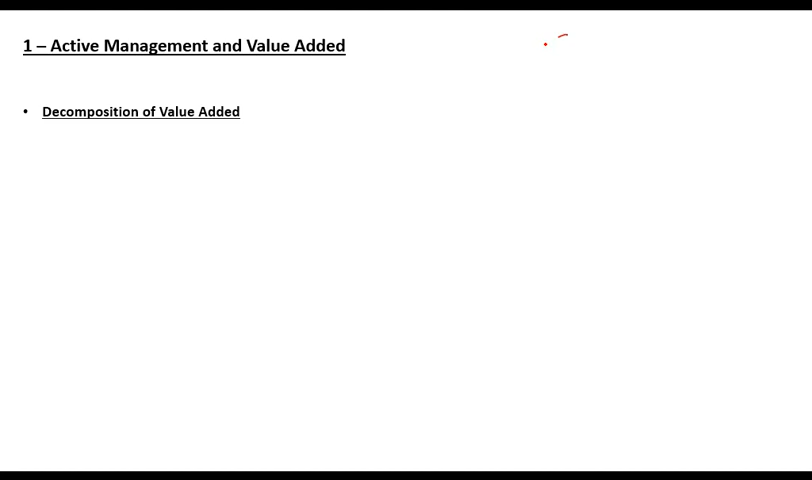 1 – Active Management and Value Added
• Decomposition of Value Added